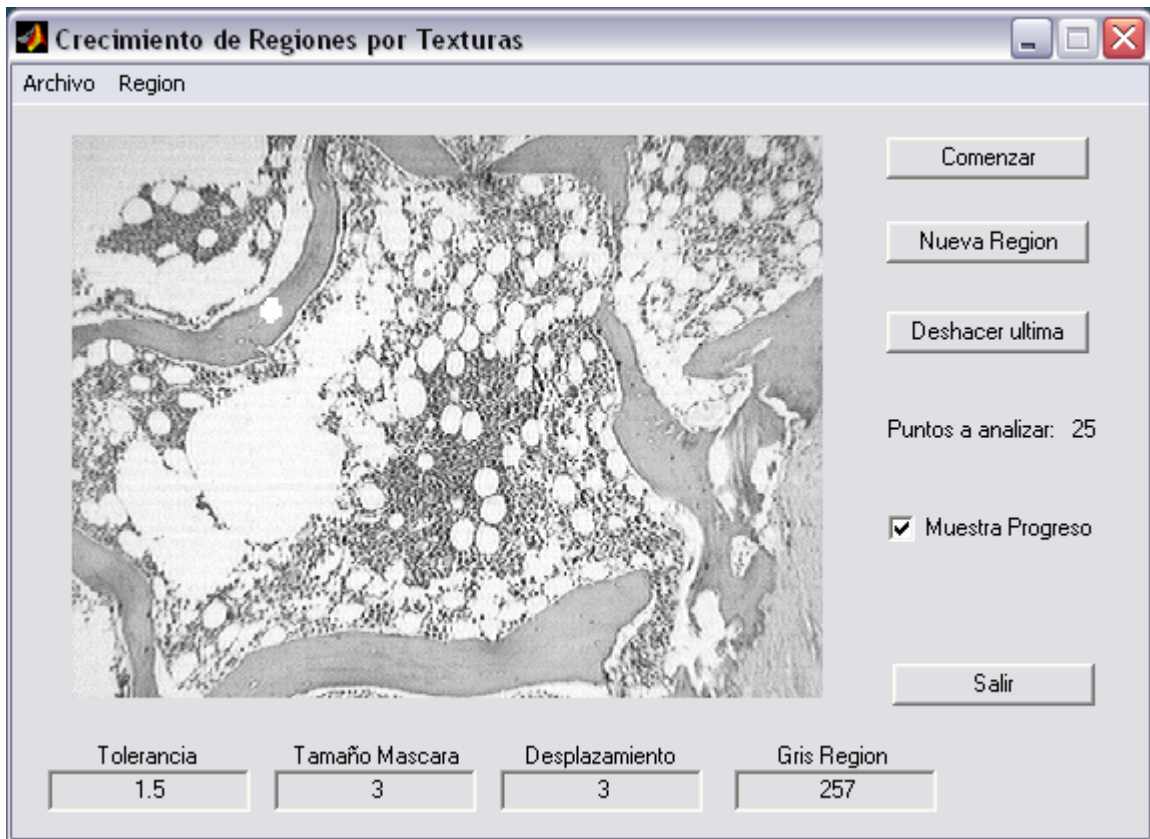 Crecimiento de Regiones por Texturas
Archivo Region
Comenzar
Nueva Region
Deshacer ultima
Puntos a analizar: 25
Muestra Progreso
Salir
Tolerancia Tamaño Mascara Desplazamiento Gris Region
1.5 3 3 257